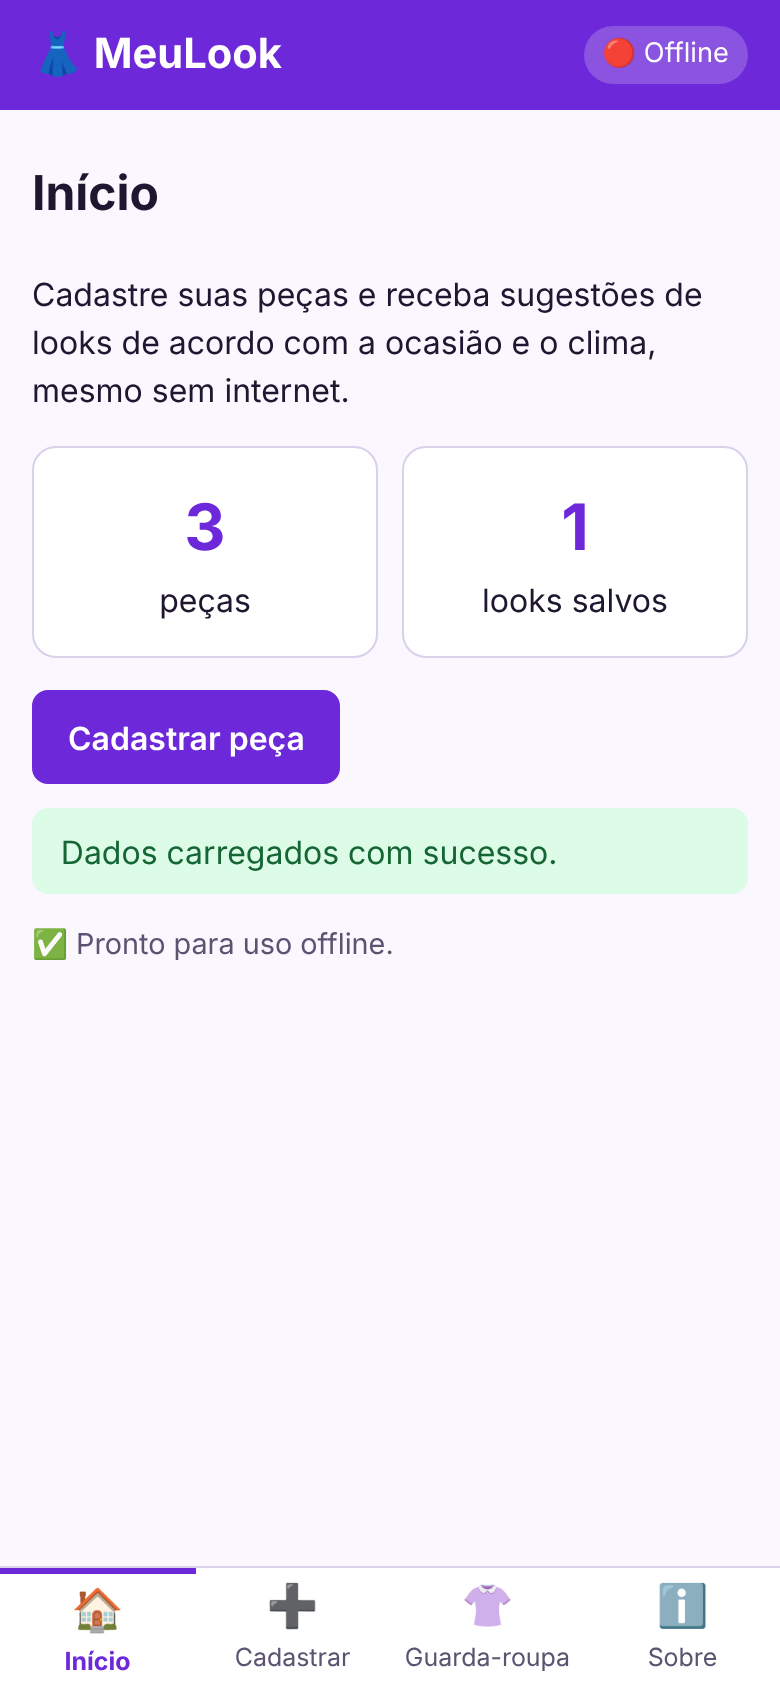 MeuLook
Offline
Início
Cadastre suas peças e receba sugestões de
looks de acordo com a ocasião e o clima,
mesmo sem internet.
3
peças
1
looks salvos
Cadastrar peça
Dados carregados com sucesso.
Pronto para uso offline.
Início
Cadastrar
Guarda-roupa
Sobre